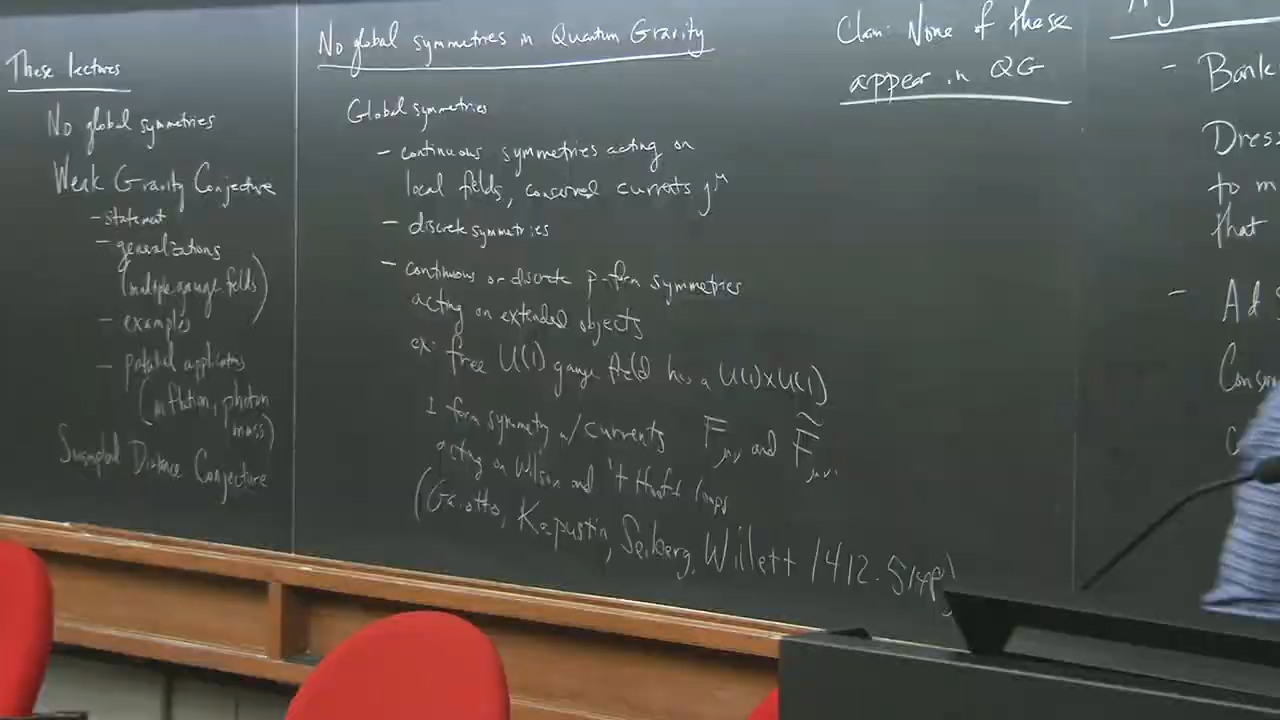 These lectures
No global symmetries
Weak Gravity Conjecture
- statement
- generalizations
(multiple gauge fields)
- examples
- potential applications
(inflation, photon
mass)
Swampland Distance Conjecture
No global symmetries in Quantum Gravity
Global symmetries
- continuous symmetries acting on
local fields, conserved currents j^μ
- discrete symmetries
- continuous or discrete p-form symmetries
acting on extended objects
ex: free U(1) gauge field has a U(1)×U(1)
1 form symmetry w/ currents F_μν and F̃_μν.
acting on Wilson and 't Hooft loops
(Gaiotto, Kapustin, Seiberg, Willett 1412.
Claim: None of these
appear in QG
- Bank
Dress
to m
that
- Ad S
Cons